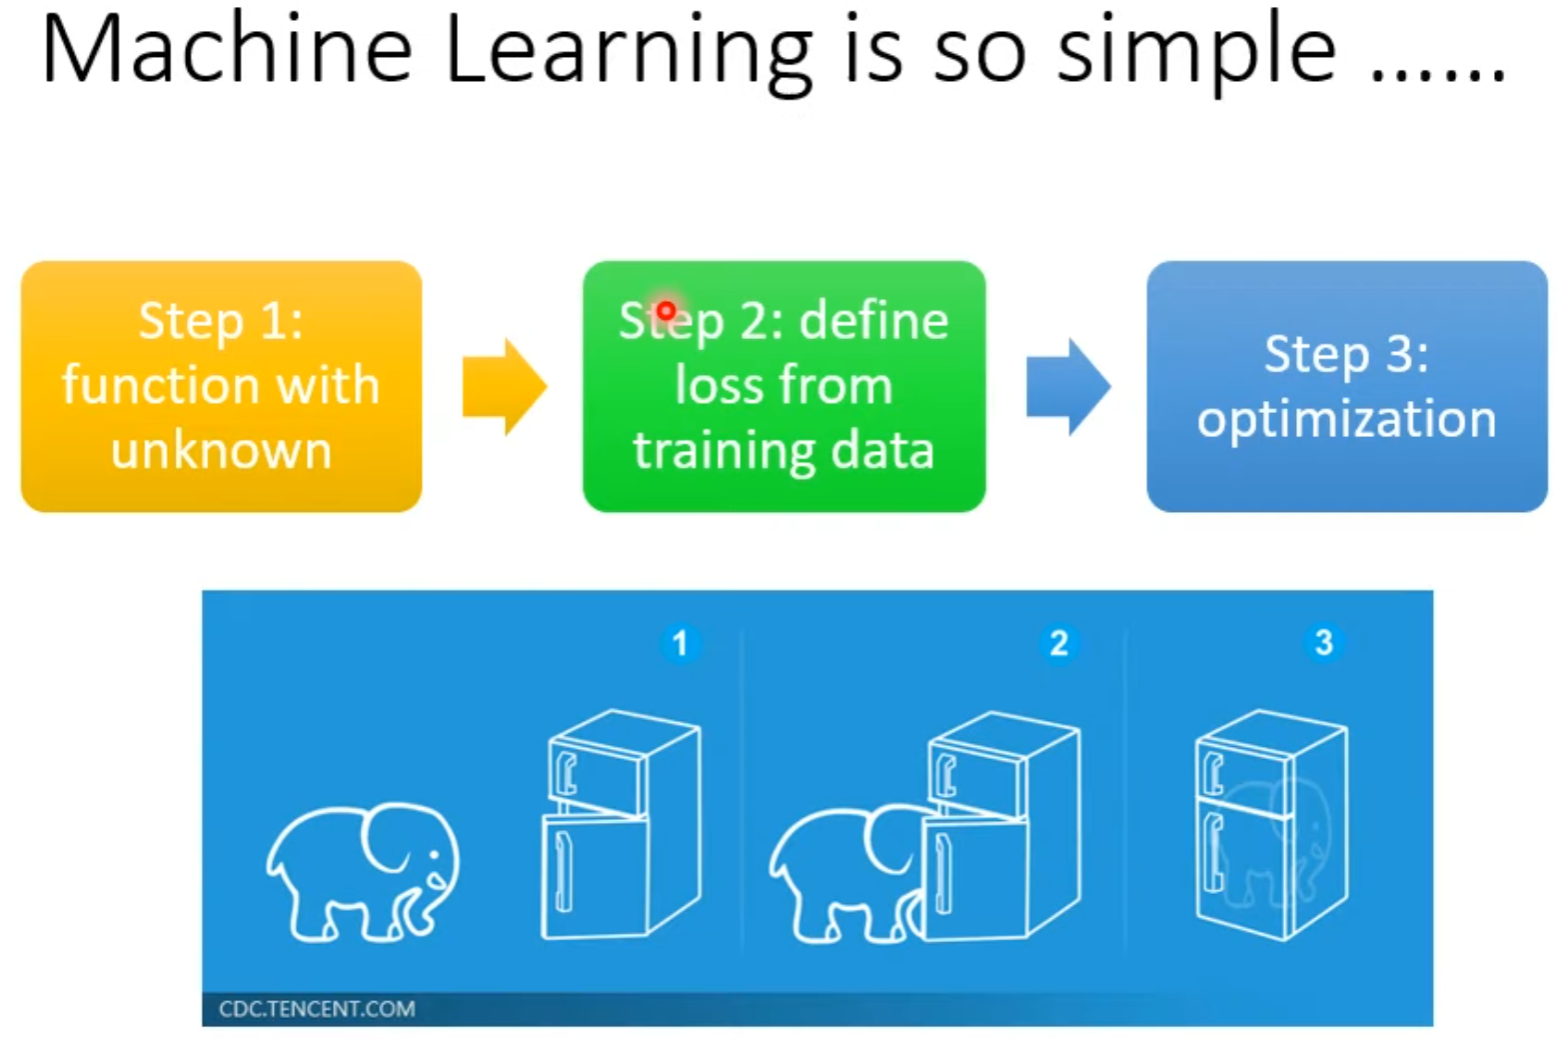 Machine Learning is so simple ......
Step 1:
function with
unknown
Step 2: define
loss from
training data
Step 3:
optimization
1
2
3
CDC.TENCENT.COM